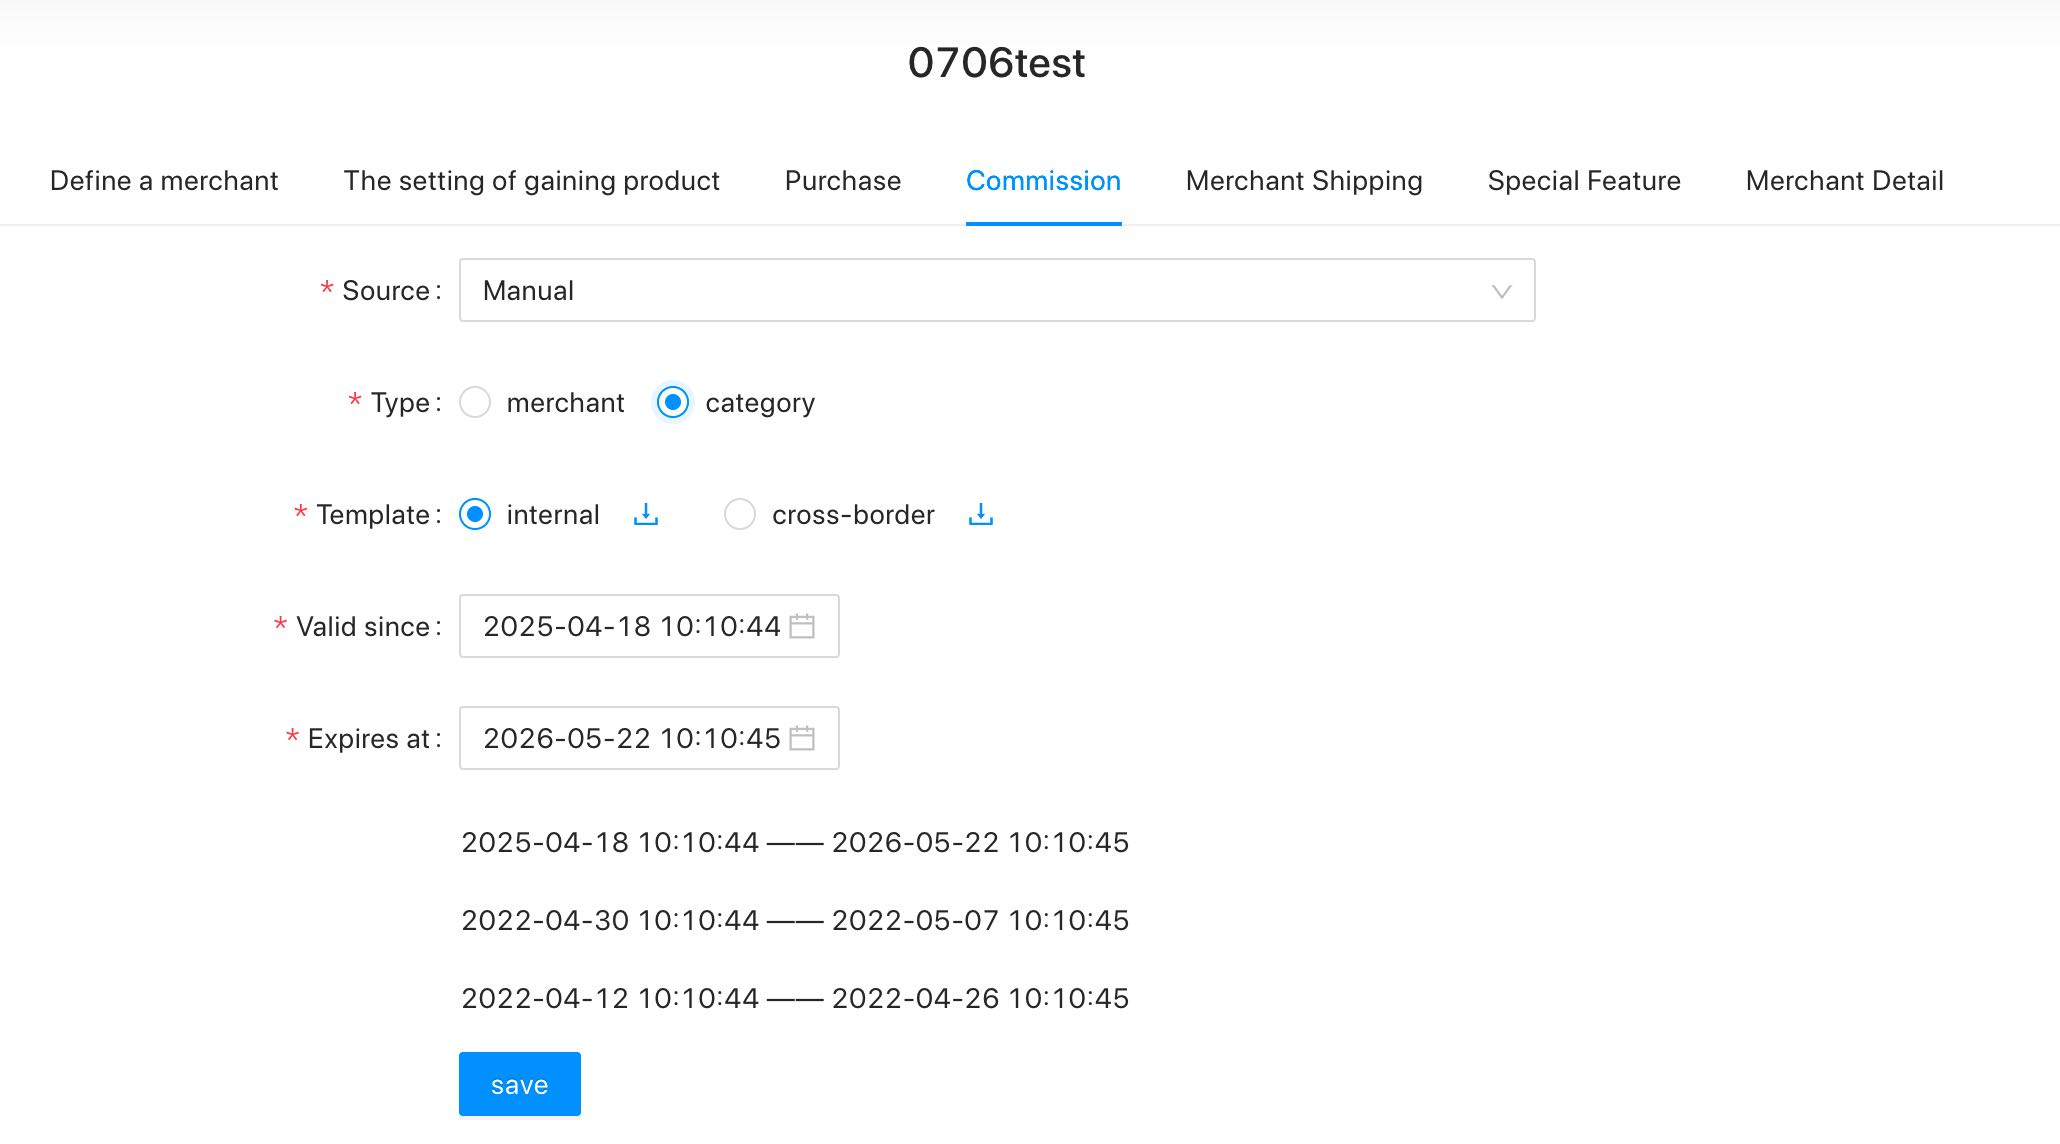 0706test
Define a merchant The setting of gaining product Purchase Commission Merchant Shipping Special Feature Merchant Detail
* Source: Manual
* Type: merchant category
* Template: internal cross-border
* Valid since: 2025-04-18 10:10:44
* Expires at: 2026-05-22 10:10:45
2025-04-18 10:10:44 —— 2026-05-22 10:10:45
2022-04-30 10:10:44 —— 2022-05-07 10:10:45
2022-04-12 10:10:44 —— 2022-04-26 10:10:45
save